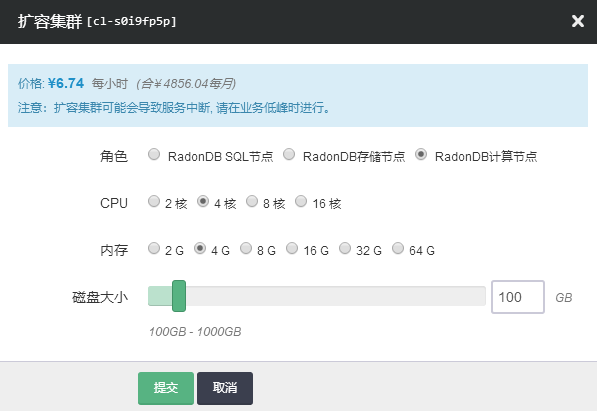 扩容集群 [cl-s0i9fp5p]
价格: ¥6.74 每小时 (合¥4856.04每月)
注意：扩容集群可能会导致服务中断, 请在业务低峰时进行。
角色 RadonDB SQL节点 RadonDB存储节点 RadonDB计算节点
CPU 2 核 4 核 8 核 16 核
内存 2 G 4 G 8 G 16 G 32 G 64 G
磁盘大小 100 GB
100GB - 1000GB
提交 取消